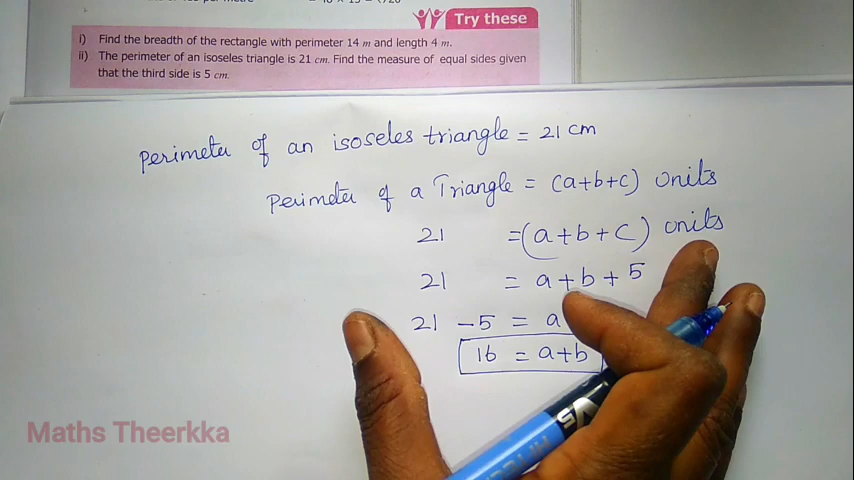 Try these
i) Find the breadth of the rectangle with perimeter 14 m and length 4 m.
ii) The perimeter of an isoseles triangle is 21 cm. Find the measure of equal sides given
that the third side is 5 cm.
Perimeter of an isoseles triangle = 21 cm
Perimeter of a Triangle = (a+b+c) units
21 = (a+b+c) units
21 = a+b+5
21 -5 = a
16 = a+b
Maths Theerkka